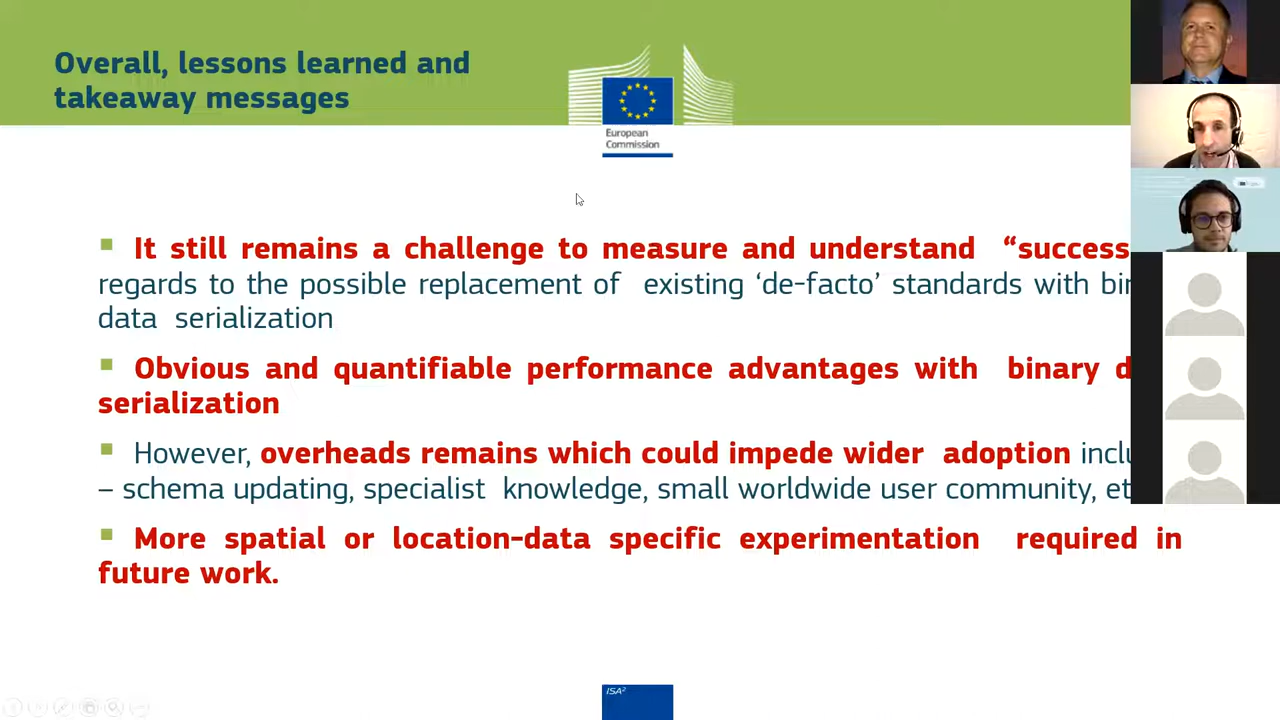 Overall, lessons learned and
takeaway messages
European
Commission
It still remains a challenge to measure and understand “success
regards to the possible replacement of existing ‘de-facto’ standards with
data serialization
Obvious and quantifiable performance advantages with binary
serialization
However, overheads remains which could impede wider adoption
– schema updating, specialist knowledge, small worldwide user community,
More spatial or location-data specific experimentation required in
future work.
ISA²